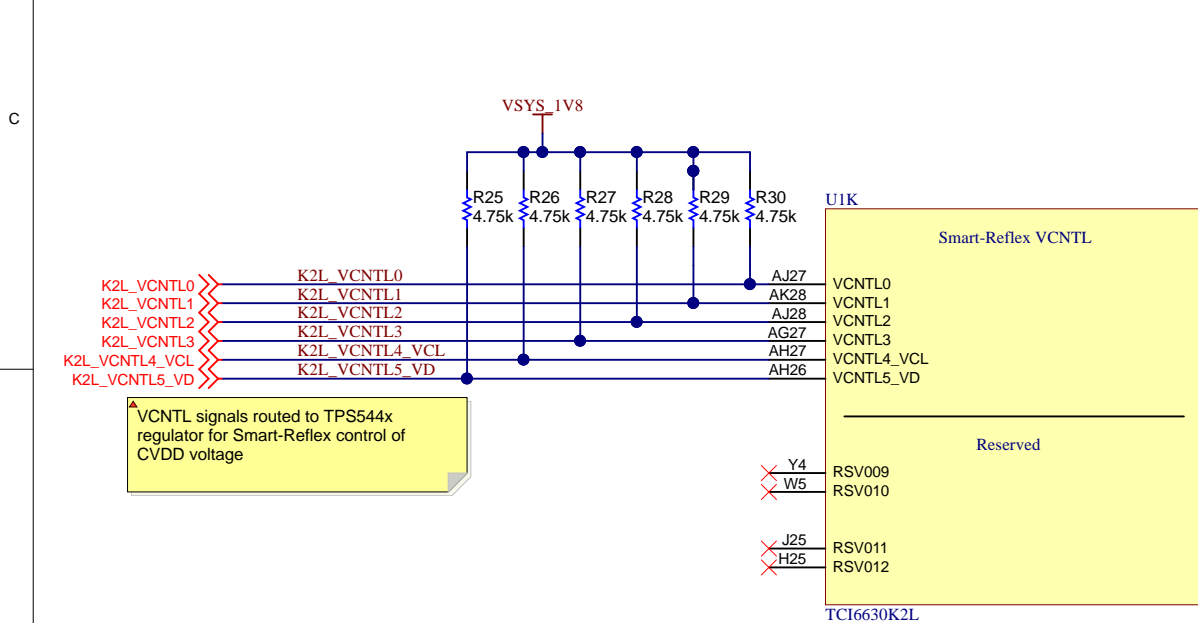 C
VSYS_1V8
R25 R26 R27 R28 R29 R30
4.75k 4.75k 4.75k 4.75k 4.75k 4.75k
U1K
Smart-Reflex VCNTL
K2L_VCNTL0 K2L_VCNTL0 AJ27 VCNTL0
K2L_VCNTL1 K2L_VCNTL1 AK28 VCNTL1
K2L_VCNTL2 K2L_VCNTL2 AJ28 VCNTL2
K2L_VCNTL3 K2L_VCNTL3 AG27 VCNTL3
K2L_VCNTL4_VCL K2L_VCNTL4_VCL AH27 VCNTL4_VCL
K2L_VCNTL5_VD K2L_VCNTL5_VD AH26 VCNTL5_VD
VCNTL signals routed to TPS544x
regulator for Smart-Reflex control of
CVDD voltage
Reserved
Y4 RSV009
W5 RSV010
J25 RSV011
H25 RSV012
TCI6630K2L